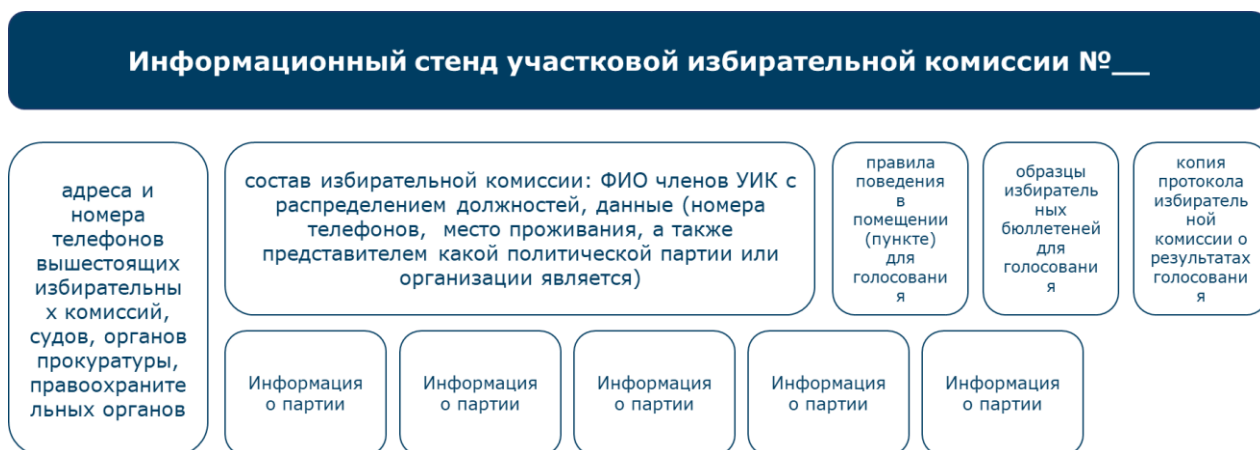 Информационный стенд участковой избирательной комиссии №__
адреса и
номера
телефонов
вышестоящих
избирательны
х комиссий,
судов, органов
прокуратуры,
правоохраните
льных органов
состав избирательной комиссии: ФИО членов УИК с
распределением должностей, данные (номера
телефонов, место проживания, а также
представителем какой политической партии или
организации является)
правила
поведения
в
помещении
(пункте)
для
голосовани
я
образцы
избиратель
ных
бюллетеней
для
голосовани
я
копия
протокола
избиратель
ной
комиссии о
результатах
голосовани
я
Информация
о партии
Информация
о партии
Информация
о партии
Информация
о партии
Информация
о партии